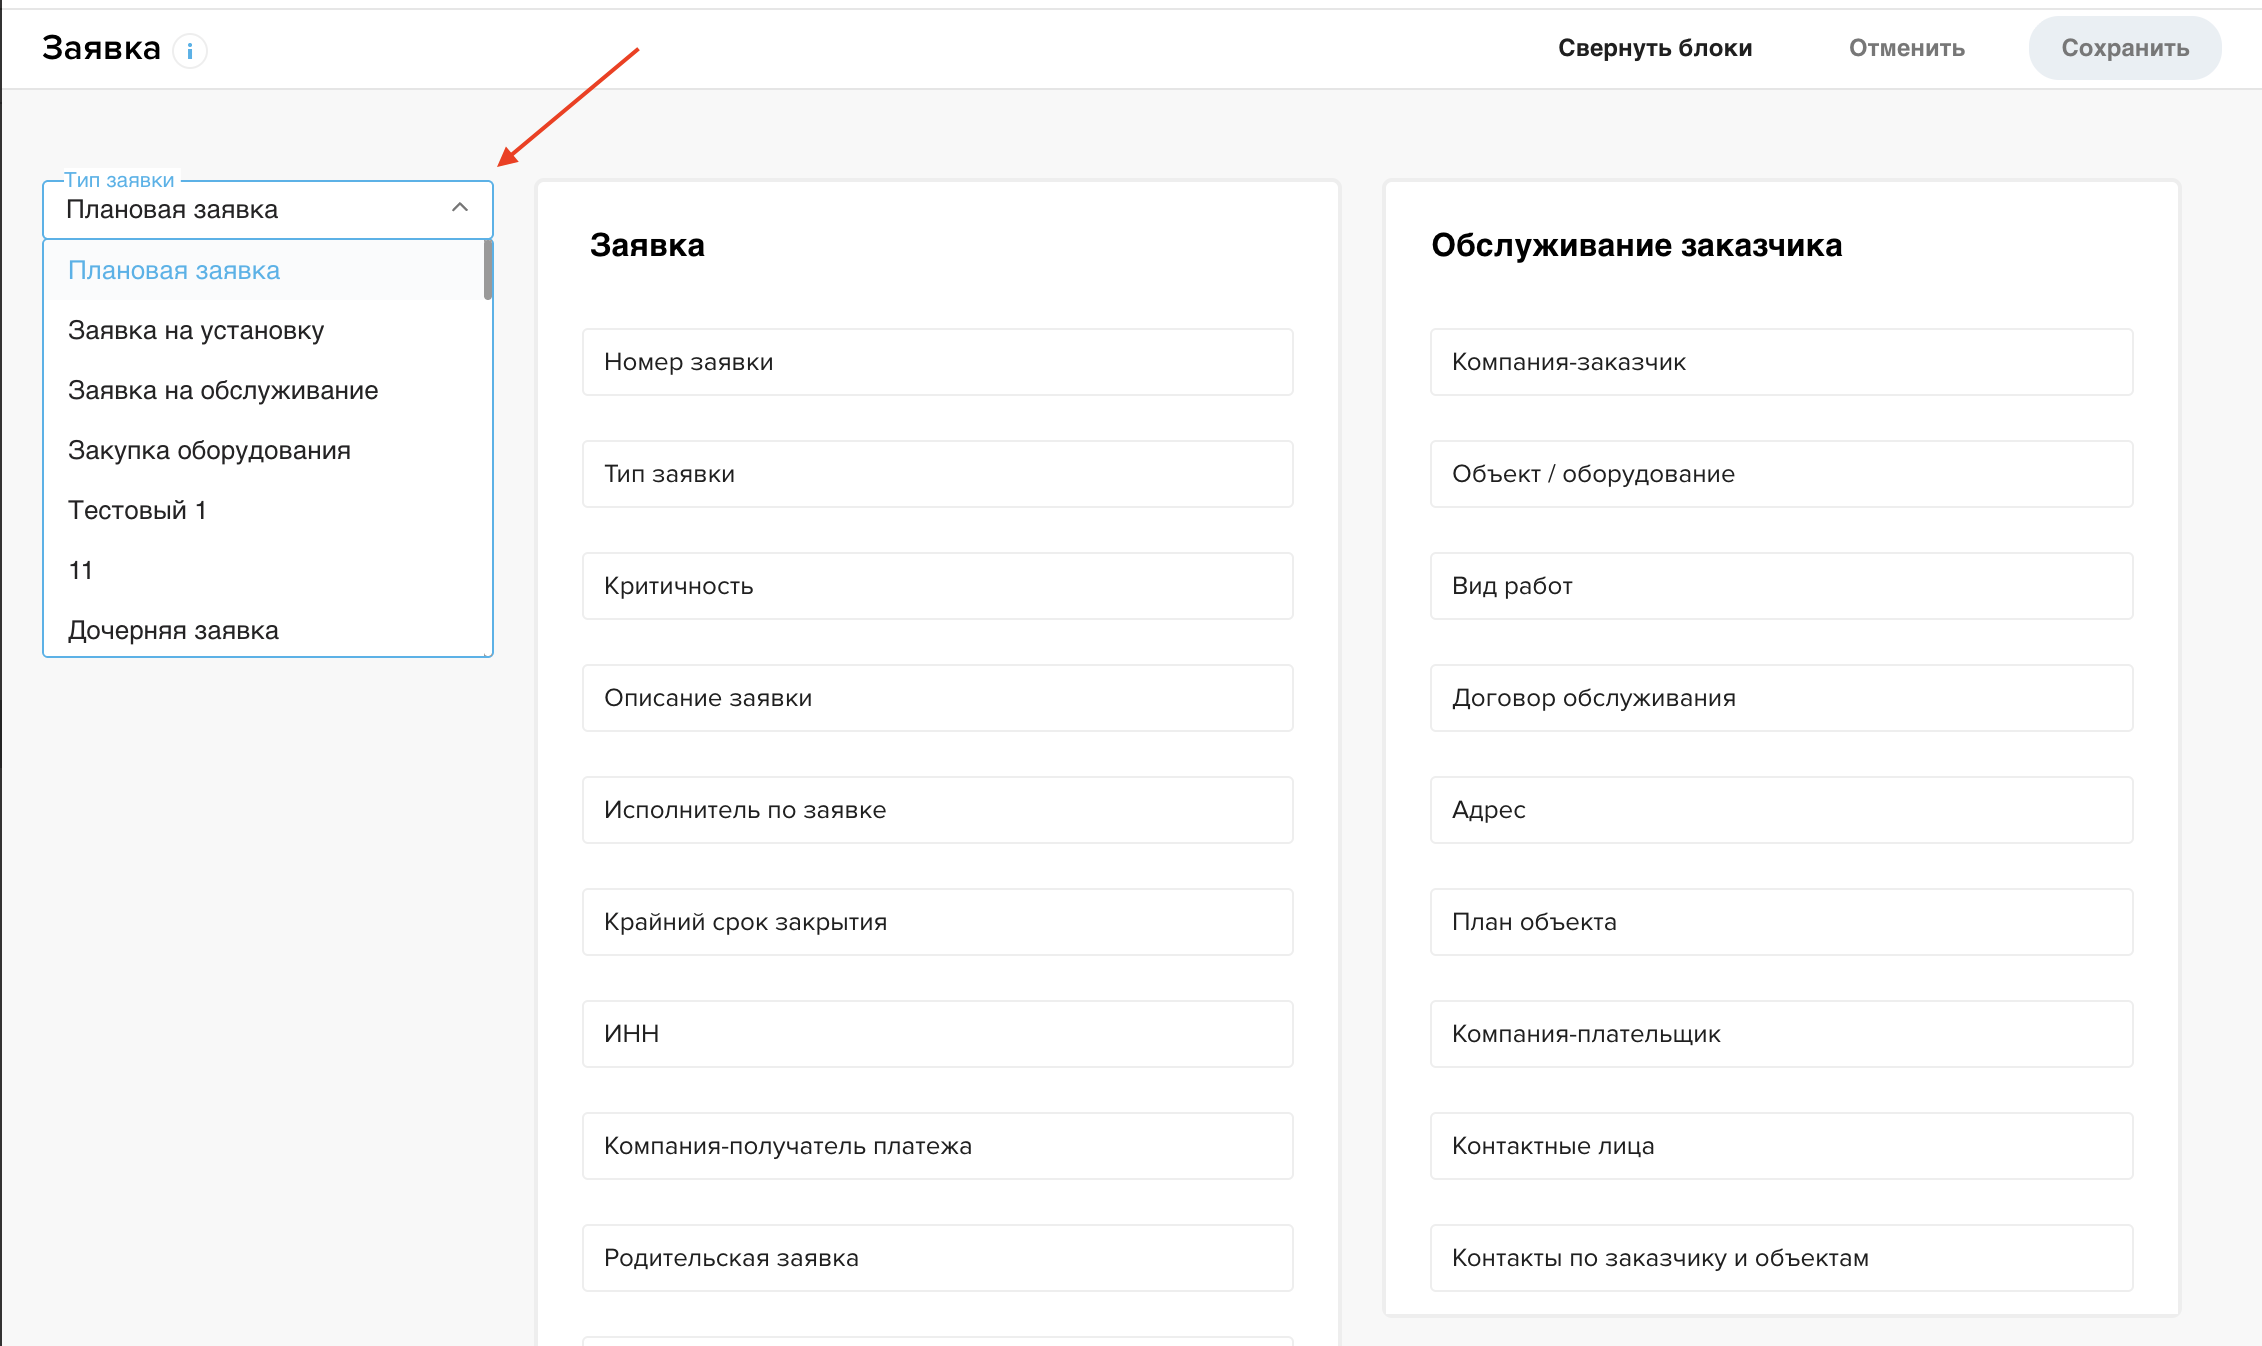 Заявка i
Свернуть блоки
Отменить
Сохранить
Тип заявки
Плановая заявка
Плановая заявка
Заявка на установку
Заявка на обслуживание
Закупка оборудования
Тестовый 1
11
Дочерняя заявка
Заявка
Номер заявки
Тип заявки
Критичность
Описание заявки
Исполнитель по заявке
Крайний срок закрытия
ИНН
Компания-получатель платежа
Родительская заявка
Обслуживание заказчика
Компания-заказчик
Объект / оборудование
Вид работ
Договор обслуживания
Адрес
План объекта
Компания-плательщик
Контактные лица
Контакты по заказчику и объектам